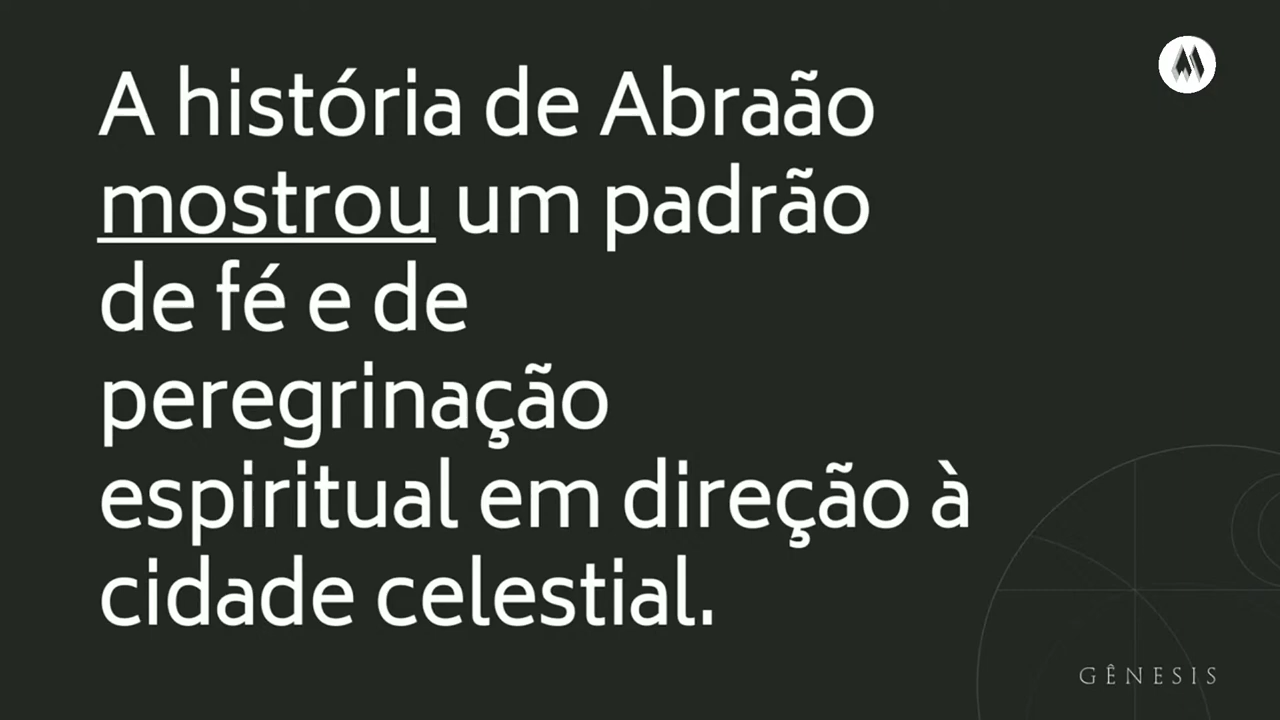 A história de Abraão
mostrou um padrão
de fé e de
peregrinação
espiritual em direção à
cidade celestial.
GÊNESIS